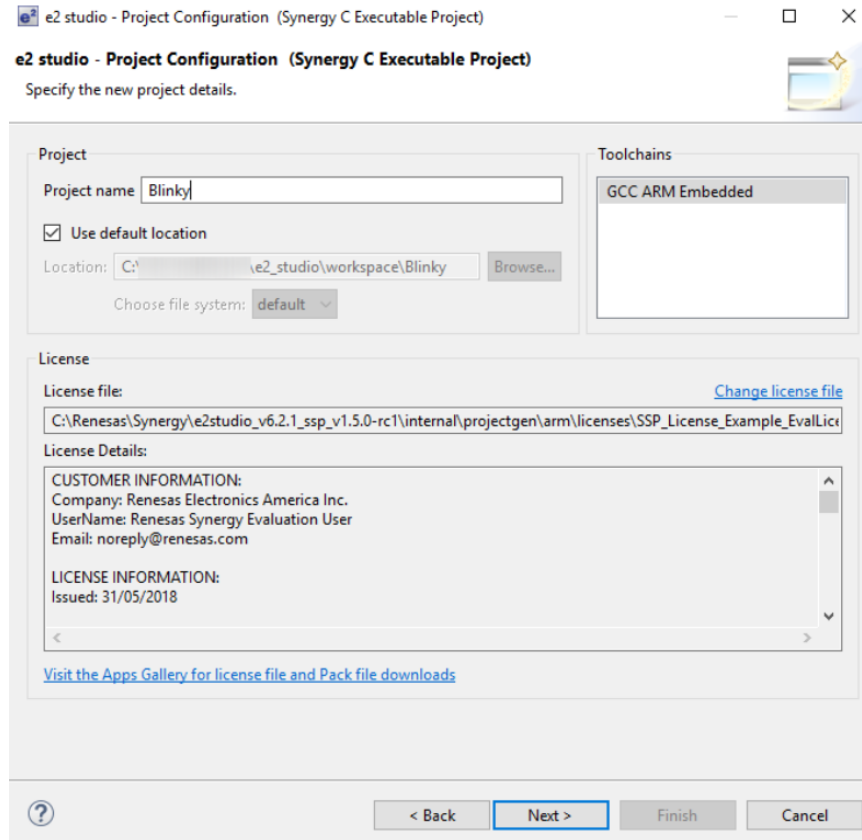 e2 studio - Project Configuration (Synergy C Executable Project)
e2 studio - Project Configuration (Synergy C Executable Project)
Specify the new project details.
Project
Project name Blinky
Use default location
Location: C:\ \e2_studio\workspace\Blinky Browse...
Choose file system: default
Toolchains
GCC ARM Embedded
License
License file: Change license file
C:\Renesas\Synergy\e2studio_v6.2.1_ssp_v1.5.0-rc1\internal\projectgen\arm\licenses\SSP_License_Example_EvalLice
License Details:
CUSTOMER INFORMATION:
Company: Renesas Electronics America Inc.
UserName: Renesas Synergy Evaluation User
Email: noreply@renesas.com
LICENSE INFORMATION:
Issued: 31/05/2018
Visit the Apps Gallery for license file and Pack file downloads
< Back Next > Finish Cancel